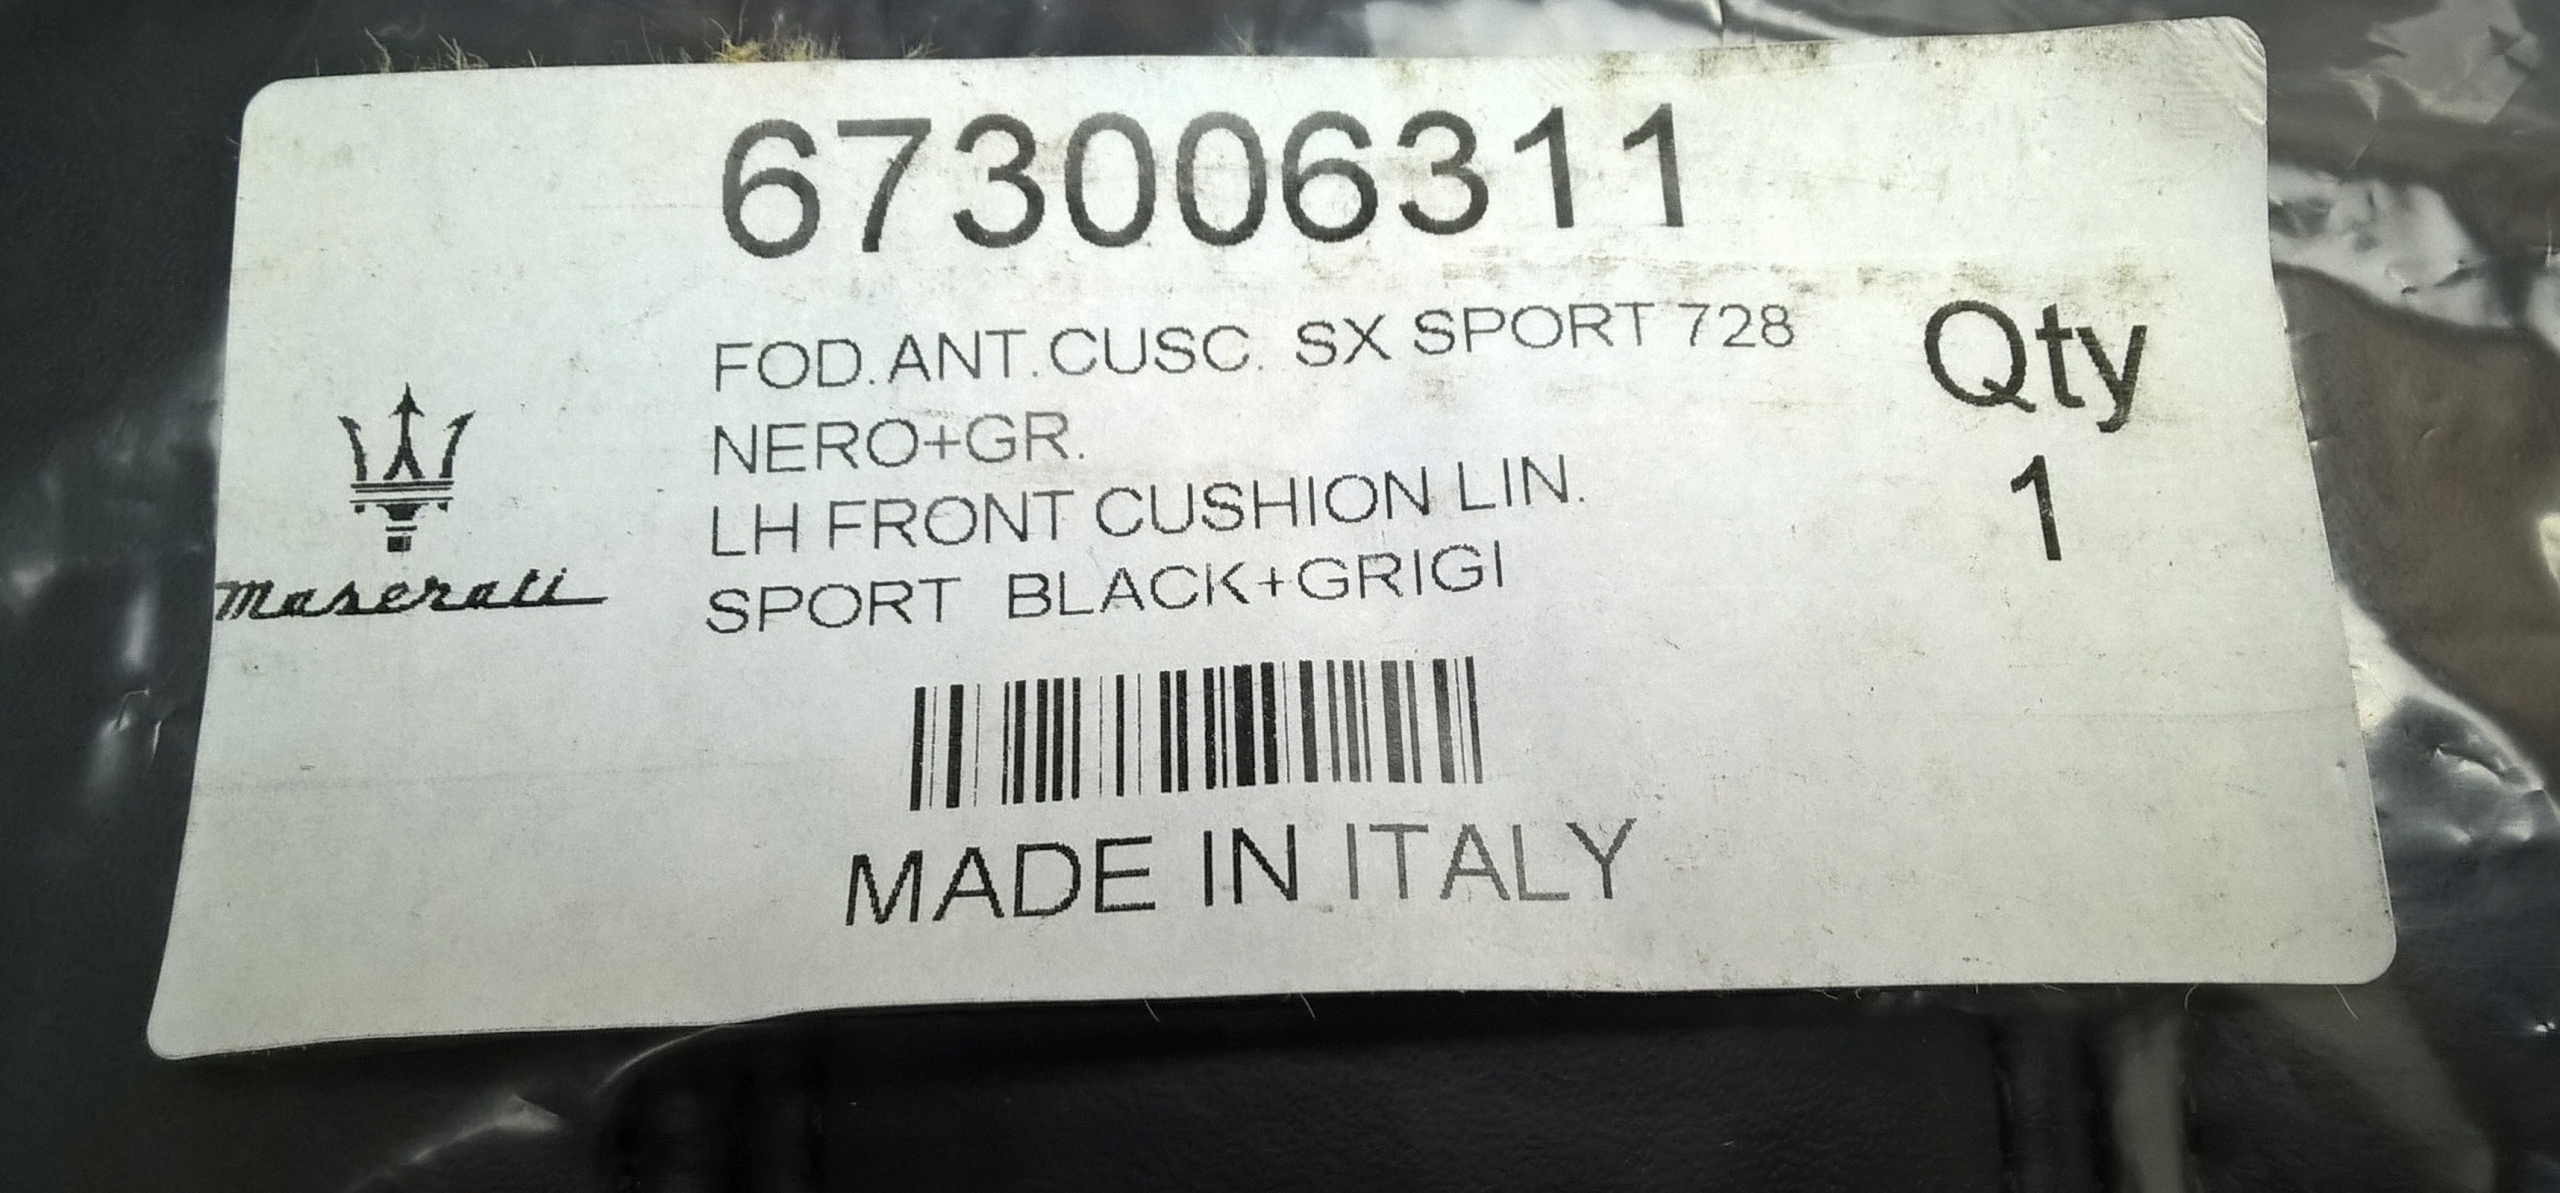 673006311
FOD.ANT.CUSC. SX SPORT 728
NERO+GR.
LH FRONT CUSHION LIN.
SPORT BLACK+GRIGI
Qty
1
Maserati
MADE IN ITALY